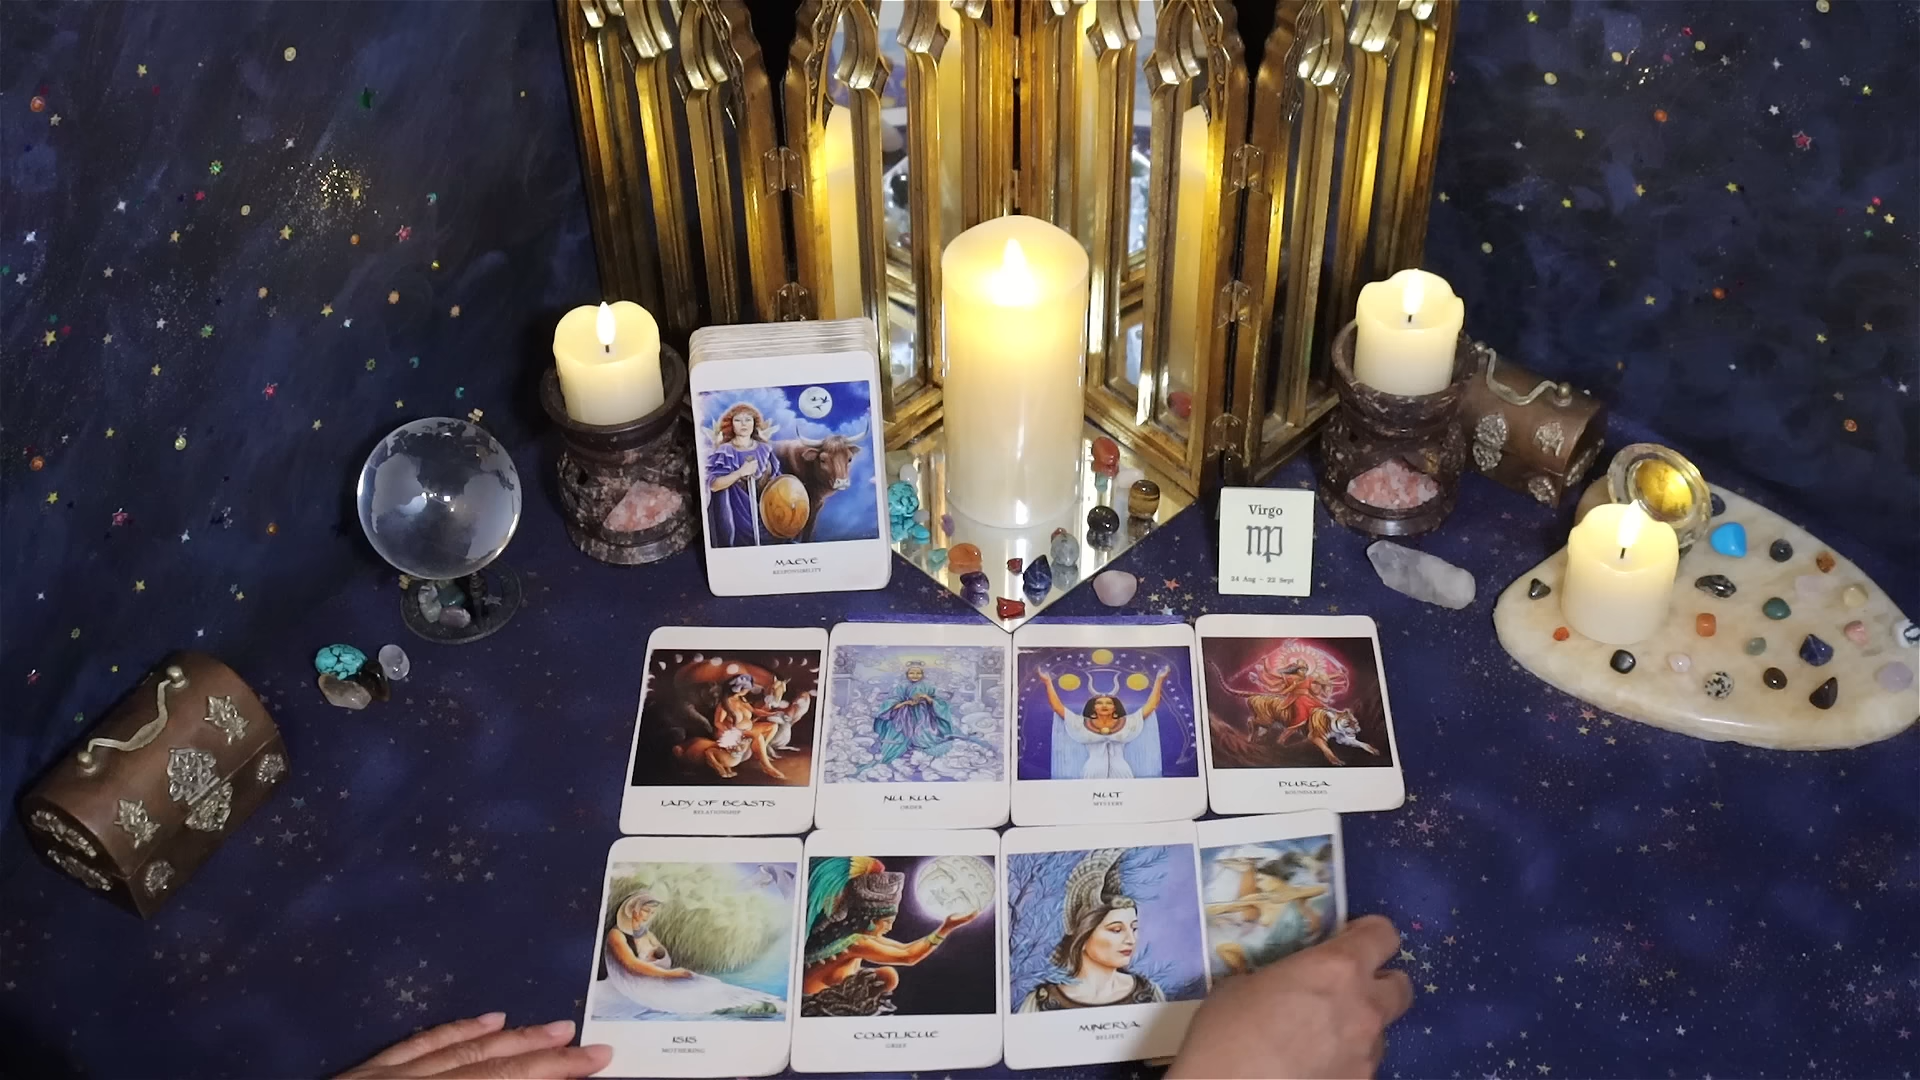 MAEVE
RESPONSIBILITY
Virgo
♍
24 Aug - 22 Sept
LADY OF BEASTS
RELATIONSHIP
NU KUA
ORDER
NUT
MYSTERY
DURGA
BOUNDARIES
ISIS
MOTHERING
COATLICUE
GRIEF
MINERVA
BELIEFS